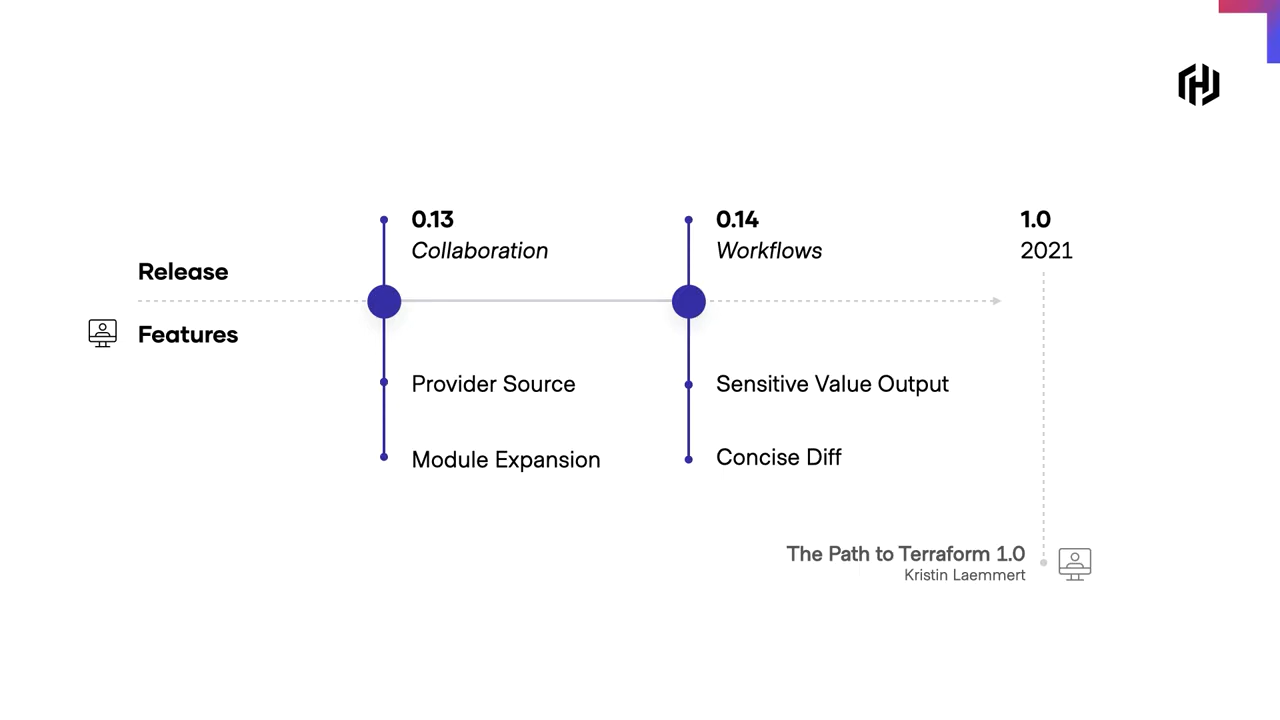 0.13
Collaboration
0.14
Workflows
1.0
2021
Release
Features
Provider Source
Sensitive Value Output
Module Expansion
Concise Diff
The Path to Terraform 1.0
Kristin Laemmert